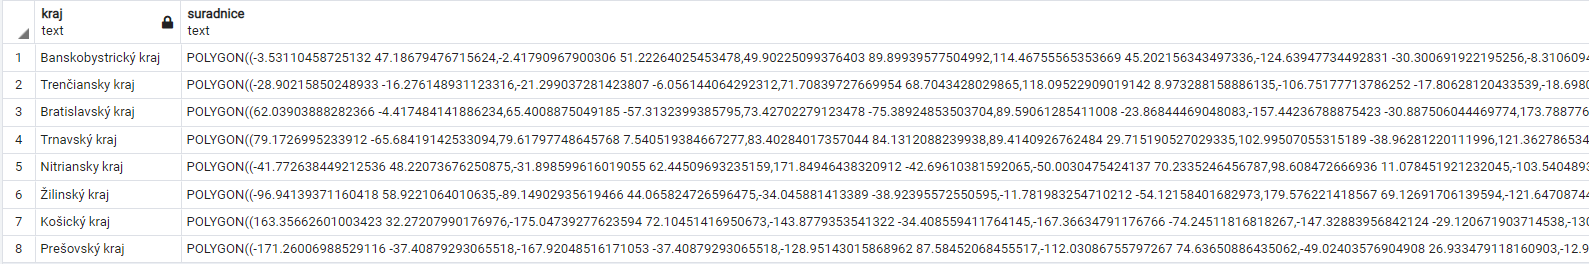 kraj suradnice
text text
1 Banskobystrický kraj POLYGON((-3.53110458725132 47.18679476715624,-2.41790967900306 51.22264025453478,49.90225099376403 89.89939577504992,114.46755565353669 45.202156343497336,-124.63947734492831 -30.300691922195256,-8.310609
2 Trenčiansky kraj POLYGON((-28.90215850248933 -16.276148931123316,-21.299037281423807 -6.056144064292312,71.70839727669954 68.7043428029865,118.09522909019142 8.973288158886135,-106.75177713786252 -17.80628120433539,-18.698
3 Bratislavský kraj POLYGON((62.03903888282366 -4.417484141886234,65.4008875049185 -57.3132399385795,73.42702279123478 -75.38924853503704,89.59061285411008 -23.86844469048083,-157.44236788875423 -30.887506044469774,173.788776
4 Trnavský kraj POLYGON((79.1726995233912 -65.68419142533094,79.61797748645768 7.540519384667277,83.40284017357044 84.1312088239938,89.4140926762484 29.715190527029335,102.99507055315189 -38.96281220111996,121.362786534
5 Nitriansky kraj POLYGON((-41.772638449212536 48.22073676250875,-31.898599616019055 62.44509693235159,171.84946438320912 -42.69610381592065,-50.0030475424137 70.2335246456787,98.608472666936 11.078451921232045,-103.5404893
6 Žilinský kraj POLYGON((-96.94139371160418 58.9221064010635,-89.14902935619466 44.065824726596475,-34.045881413389 -38.92395572550595,-11.781983254710212 -54.12158401682973,179.576221418567 69.12691706139594,-121.6470874
7 Košický kraj POLYGON((163.35662601003423 32.27207990176976,-175.04739277623594 72.10451416950673,-143.8779353541322 -34.408559411764145,-167.36634791176766 -74.24511816818267,-147.32883956842124 -29.120671903714538,-130
8 Prešovský kraj POLYGON((-171.26006988529116 -37.40879293065518,-167.92048516171053 -37.40879293065518,-128.95143015868962 87.58452068455517,-112.03086755797267 74.63650886435062,-49.02403576904908 26.933479118160903,-12.9